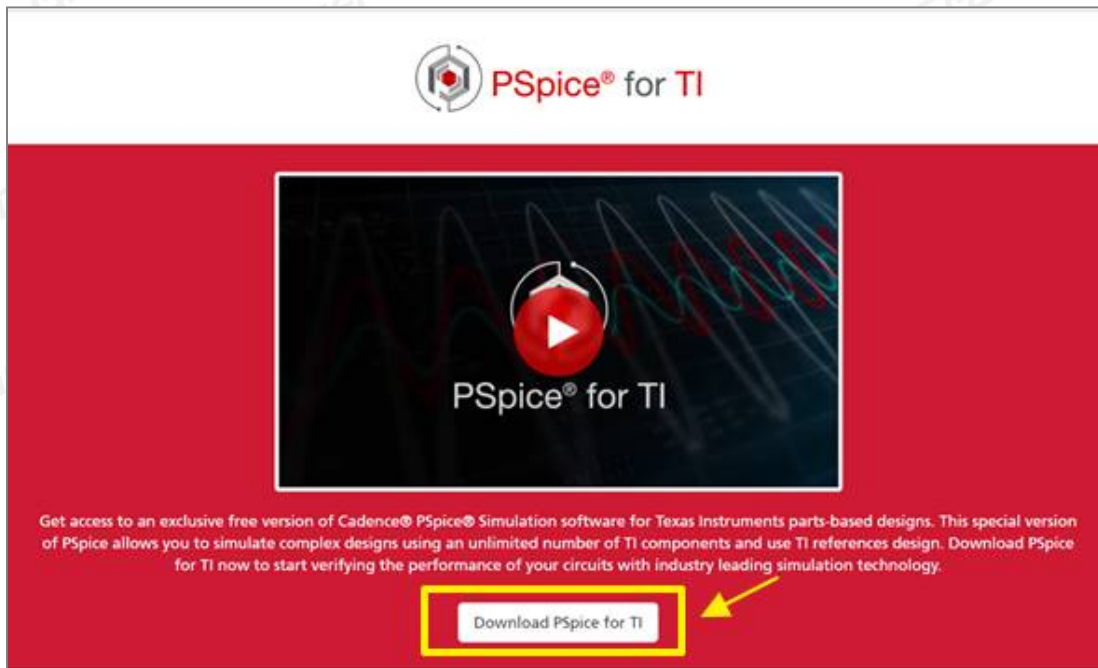 PSpice® for TI
PSpice® for TI
Get access to an exclusive free version of Cadence® PSpice® Simulation software for Texas Instruments parts-based designs. This special version
of PSpice allows you to simulate complex designs using an unlimited number of TI components and use TI references design. Download PSpice
for TI now to start verifying the performance of your circuits with industry leading simulation technology.
Download PSpice for TI